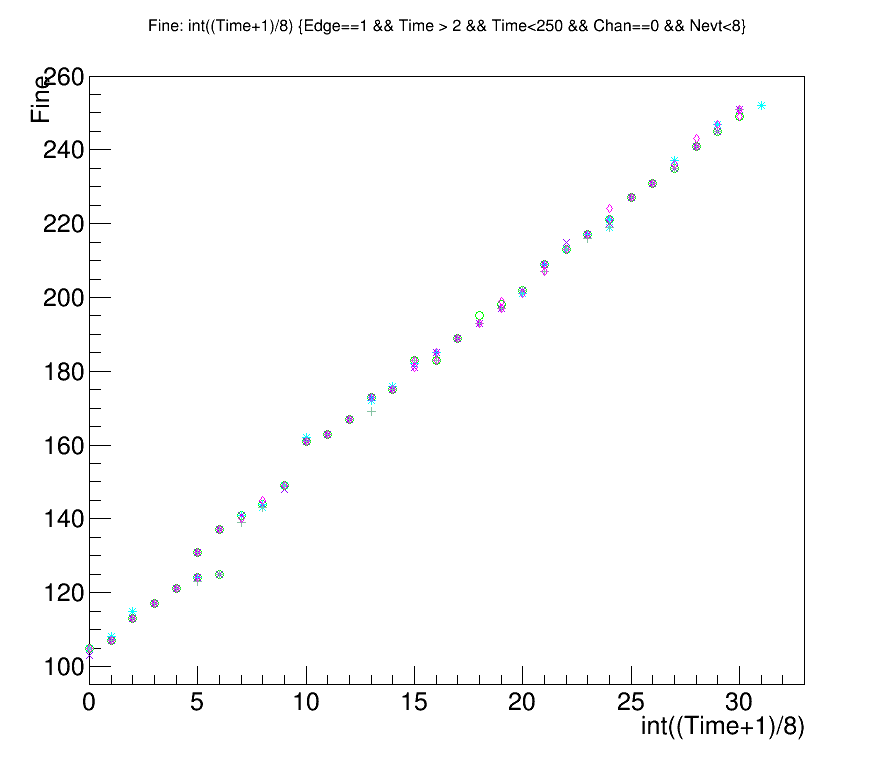 Fine: int((Time+1)/8) {Edge==1 && Time > 2 && Time<250 && Chan==0 && Nevt<8}
Fine
260
240
220
200
180
160
140
120
100
0 5 10 15 20 25 30
int((Time+1)/8)